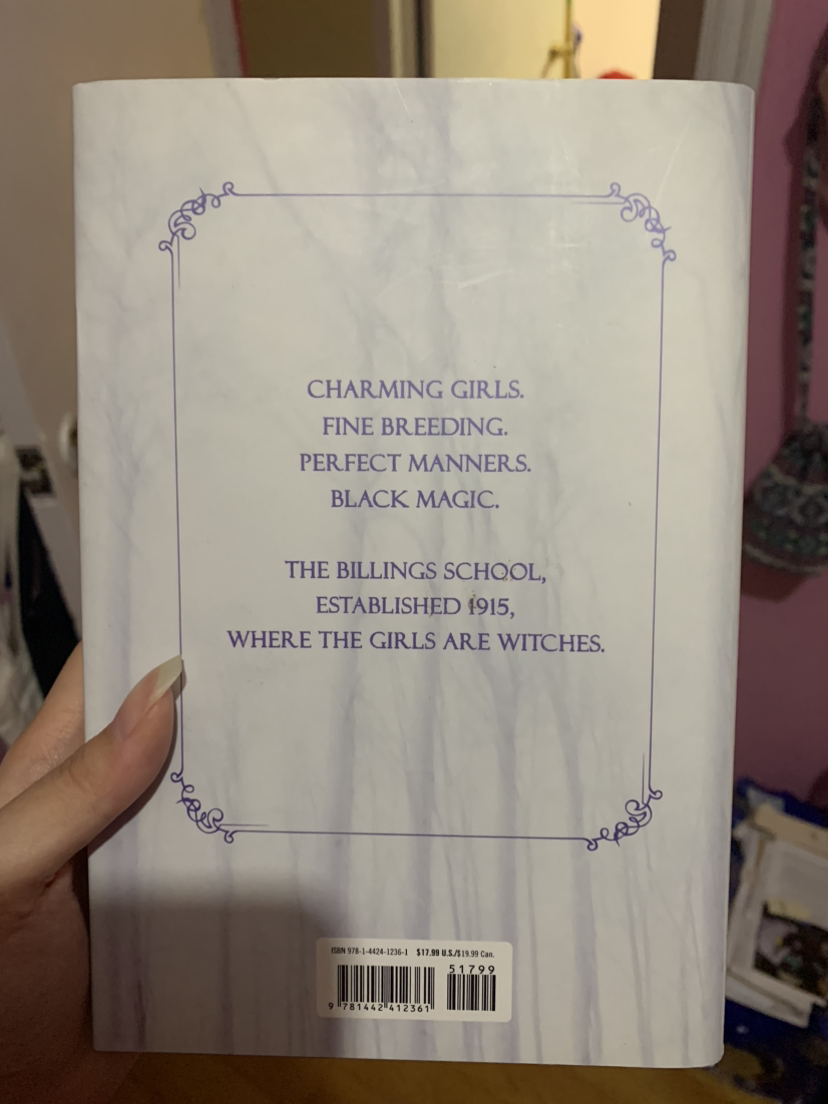 CHARMING GIRLS.
FINE BREEDING.
PERFECT MANNERS.
BLACK MAGIC.
THE BILLINGS SCHOOL,
ESTABLISHED 1915,
WHERE THE GIRLS ARE WITCHES.
ISBN 978-1-4424-1236-1 $17.99 U.S./$19.99 Can.
51799
9 781442 412361